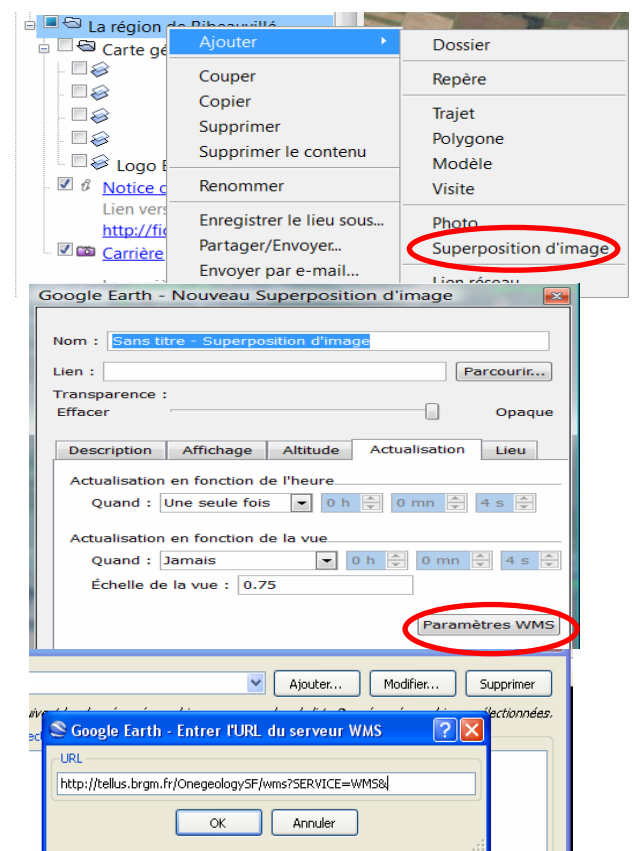 La région de Ribeauvillé
Carte gé
Logo B
Notice d
Lien vers
http://fic
Carrière
Ajouter
Couper
Copier
Supprimer
Supprimer le contenu
Renommer
Enregistrer le lieu sous...
Partager/Envoyer...
Envoyer par e-mail...
Dossier
Repère
Trajet
Polygone
Modèle
Visite
Photo
Superposition d'image
Lien réseau
Google Earth - Nouveau Superposition d'image
Nom : Sans titre - Superposition d'image
Lien : Parcourir...
Transparence :
Effacer Opaque
Description Affichage Altitude Actualisation Lieu
Actualisation en fonction de l'heure
Quand : Une seule fois 0 h 0 mn 4 s
Actualisation en fonction de la vue
Quand : Jamais 0 h 0 mn 4 s
Échelle de la vue : 0.75
Paramètres WMS
Ajouter... Modifier... Supprimer
lectionnées.
Google Earth - Entrer l'URL du serveur WMS
URL
http://tellus.brgm.fr/OnegeologySF/wms?SERVICE=WMS&
OK Annuler